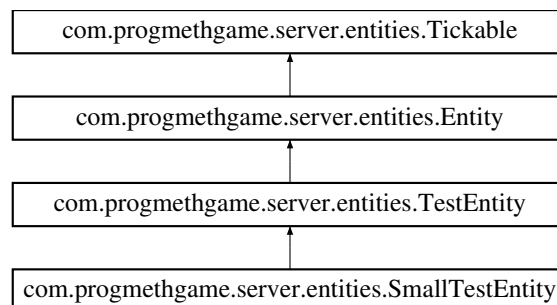 com.progmethgame.server.entities.Tickable
com.progmethgame.server.entities.Entity
com.progmethgame.server.entities.TestEntity
com.progmethgame.server.entities.SmallTestEntity